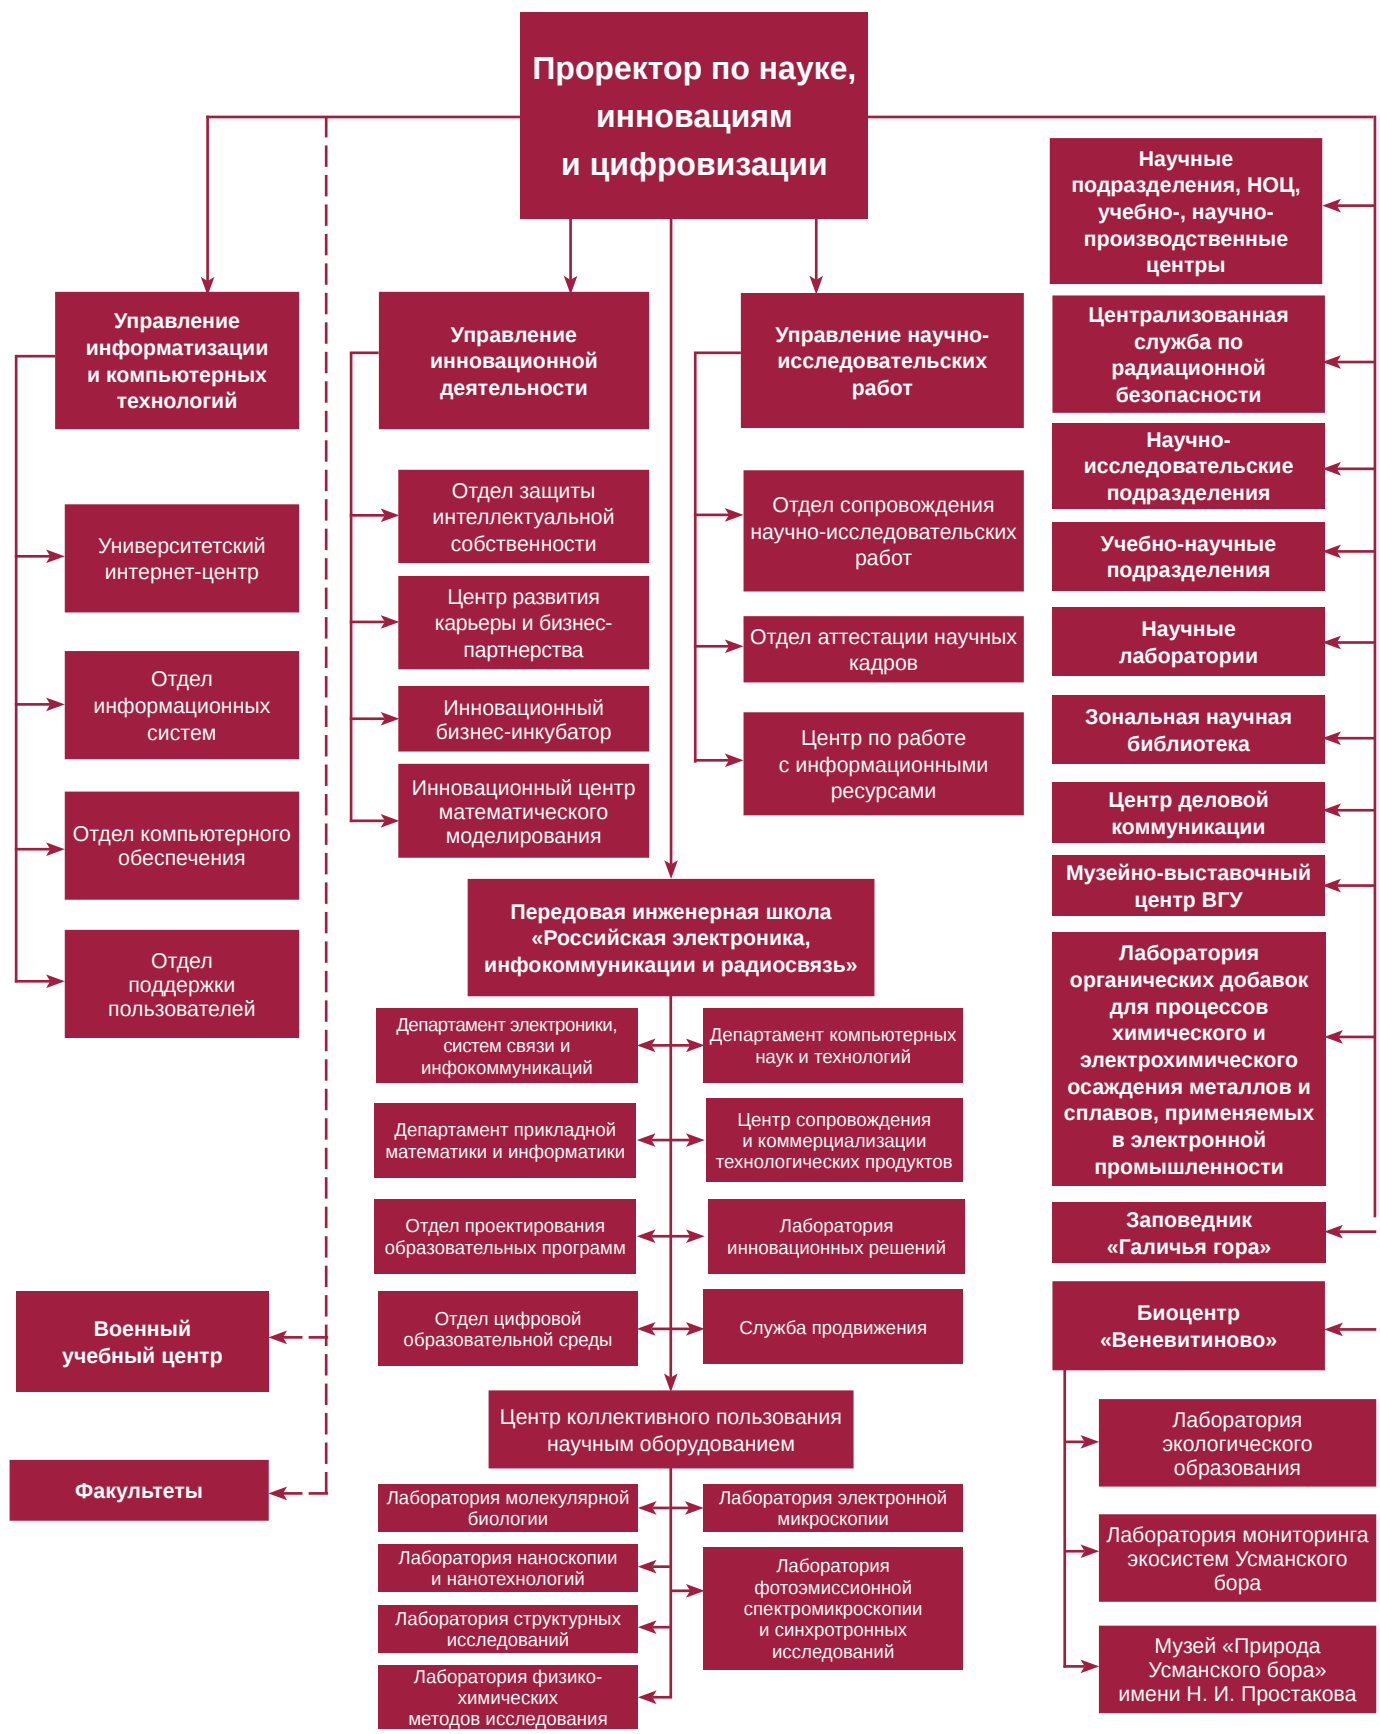 Проректор по науке,
инновациям
и цифровизации
Управление
информатизации
и компьютерных
технологий
Университетский
интернет-центр
Отдел
информационных
систем
Отдел компьютерного
обеспечения
Отдел
поддержки
пользователей
Военный
учебный центр
Факультеты
Управление
инновационной
деятельности
Отдел защиты
интеллектуальной
собственности
Центр развития
карьеры и бизнес-
партнерства
Инновационный
бизнес-инкубатор
Инновационный центр
математического
моделирования
Управление научно-
исследовательских
работ
Отдел сопровождения
научно-исследовательских
работ
Отдел аттестации научных
кадров
Центр по работе
с информационными
ресурсами
Передовая инженерная школа
«Российская электроника,
инфокоммуникации и радиосвязь»
Департамент электроники,
систем связи и
инфокоммуникаций
Департамент компьютерных
наук и технологий
Департамент прикладной
математики и информатики
Центр сопровождения
и коммерциализации
технологических продуктов
Отдел проектирования
образовательных программ
Лаборатория
инновационных решений
Отдел цифровой
образовательной среды
Служба продвижения
Центр коллективного пользования
научным оборудованием
Лаборатория молекулярной
биологии
Лаборатория электронной
микроскопии
Лаборатория наноскопии
и нанотехнологий
Лаборатория
фотоэмиссионной
спектромикроскопии
и синхротронных
исследований
Лаборатория структурных
исследований
Лаборатория физико-
химических
методов исследования
Научные
подразделения, НОЦ,
учебно-, научно-
производственные
центры
Централизованная
служба по
радиационной
безопасности
Научно-
исследовательские
подразделения
Учебно-научные
подразделения
Научные
лаборатории
Зональная научная
библиотека
Центр деловой
коммуникации
Музейно-выставочный
центр ВГУ
Лаборатория
органических добавок
для процессов
химического и
электрохимического
осаждения металлов и
сплавов, применяемых
в электронной
промышленности
Заповедник
«Галичья гора»
Биоцентр
«Веневитиново»
Лаборатория
экологического
образования
Лаборатория мониторинга
экосистем Усманского
бора
Музей «Природа
Усманского бора»
имени Н. И. Простакова